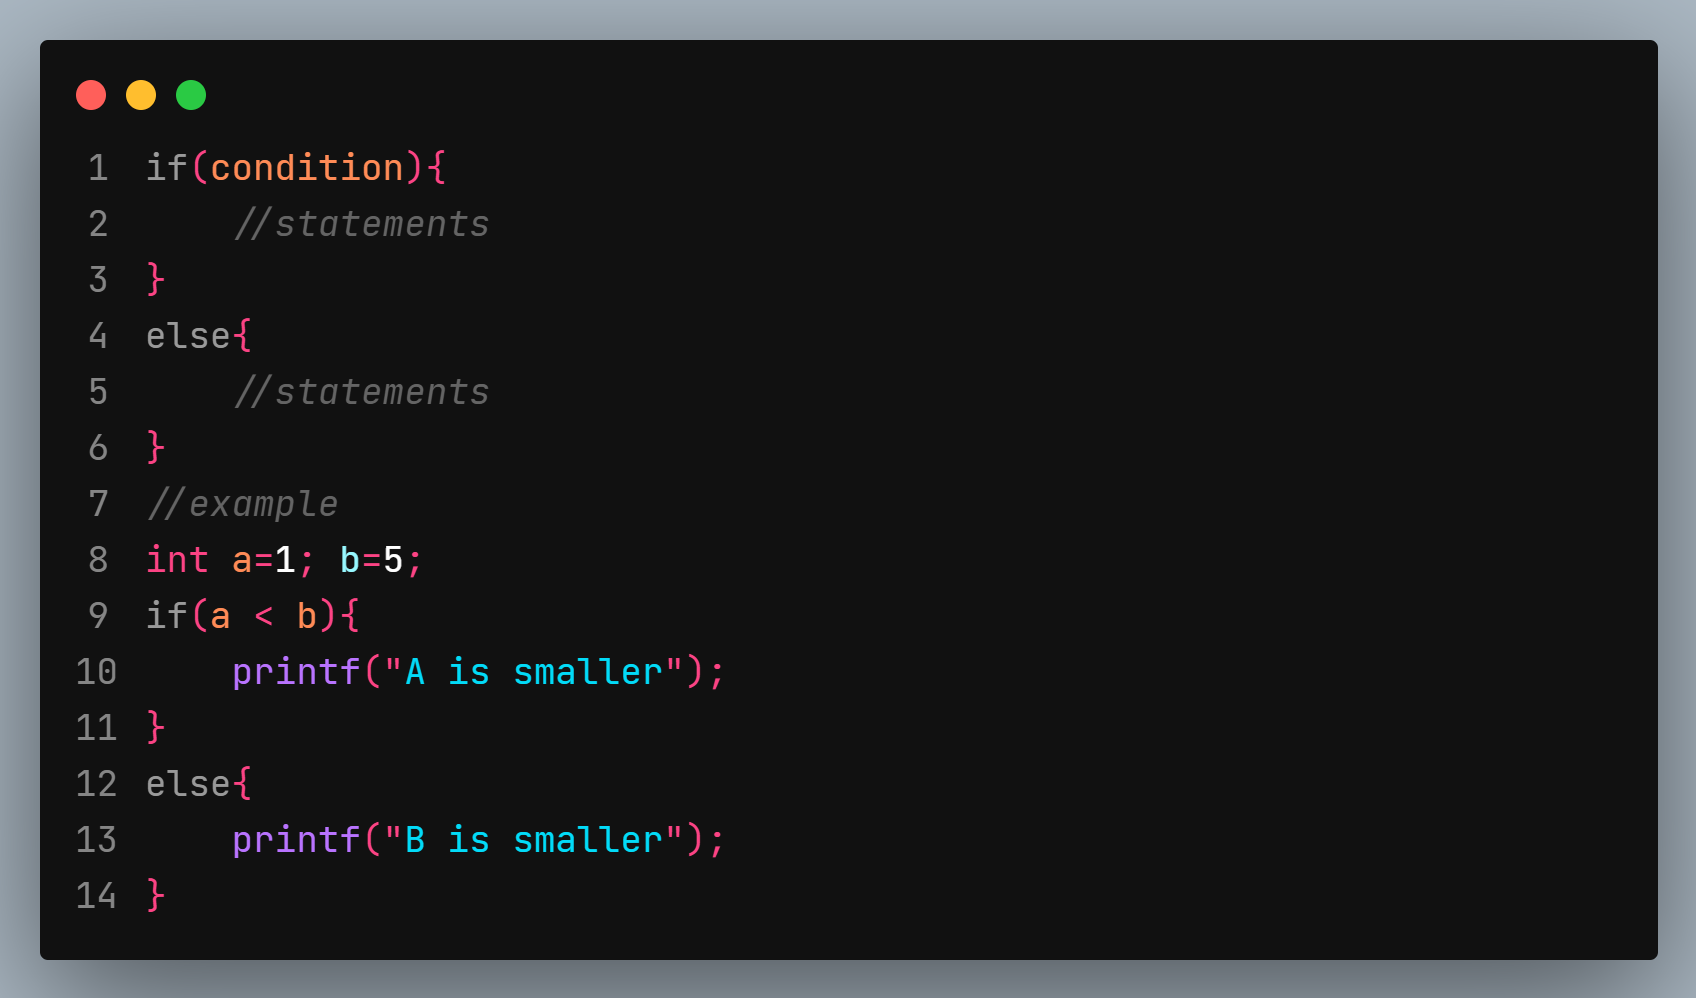 1 if(condition){
2     //statements
3 }
4 else{
5     //statements
6 }
7 //example
8 int a=1; b=5;
9 if(a < b){
10     printf("A is smaller");
11 }
12 else{
13     printf("B is smaller");
14 }